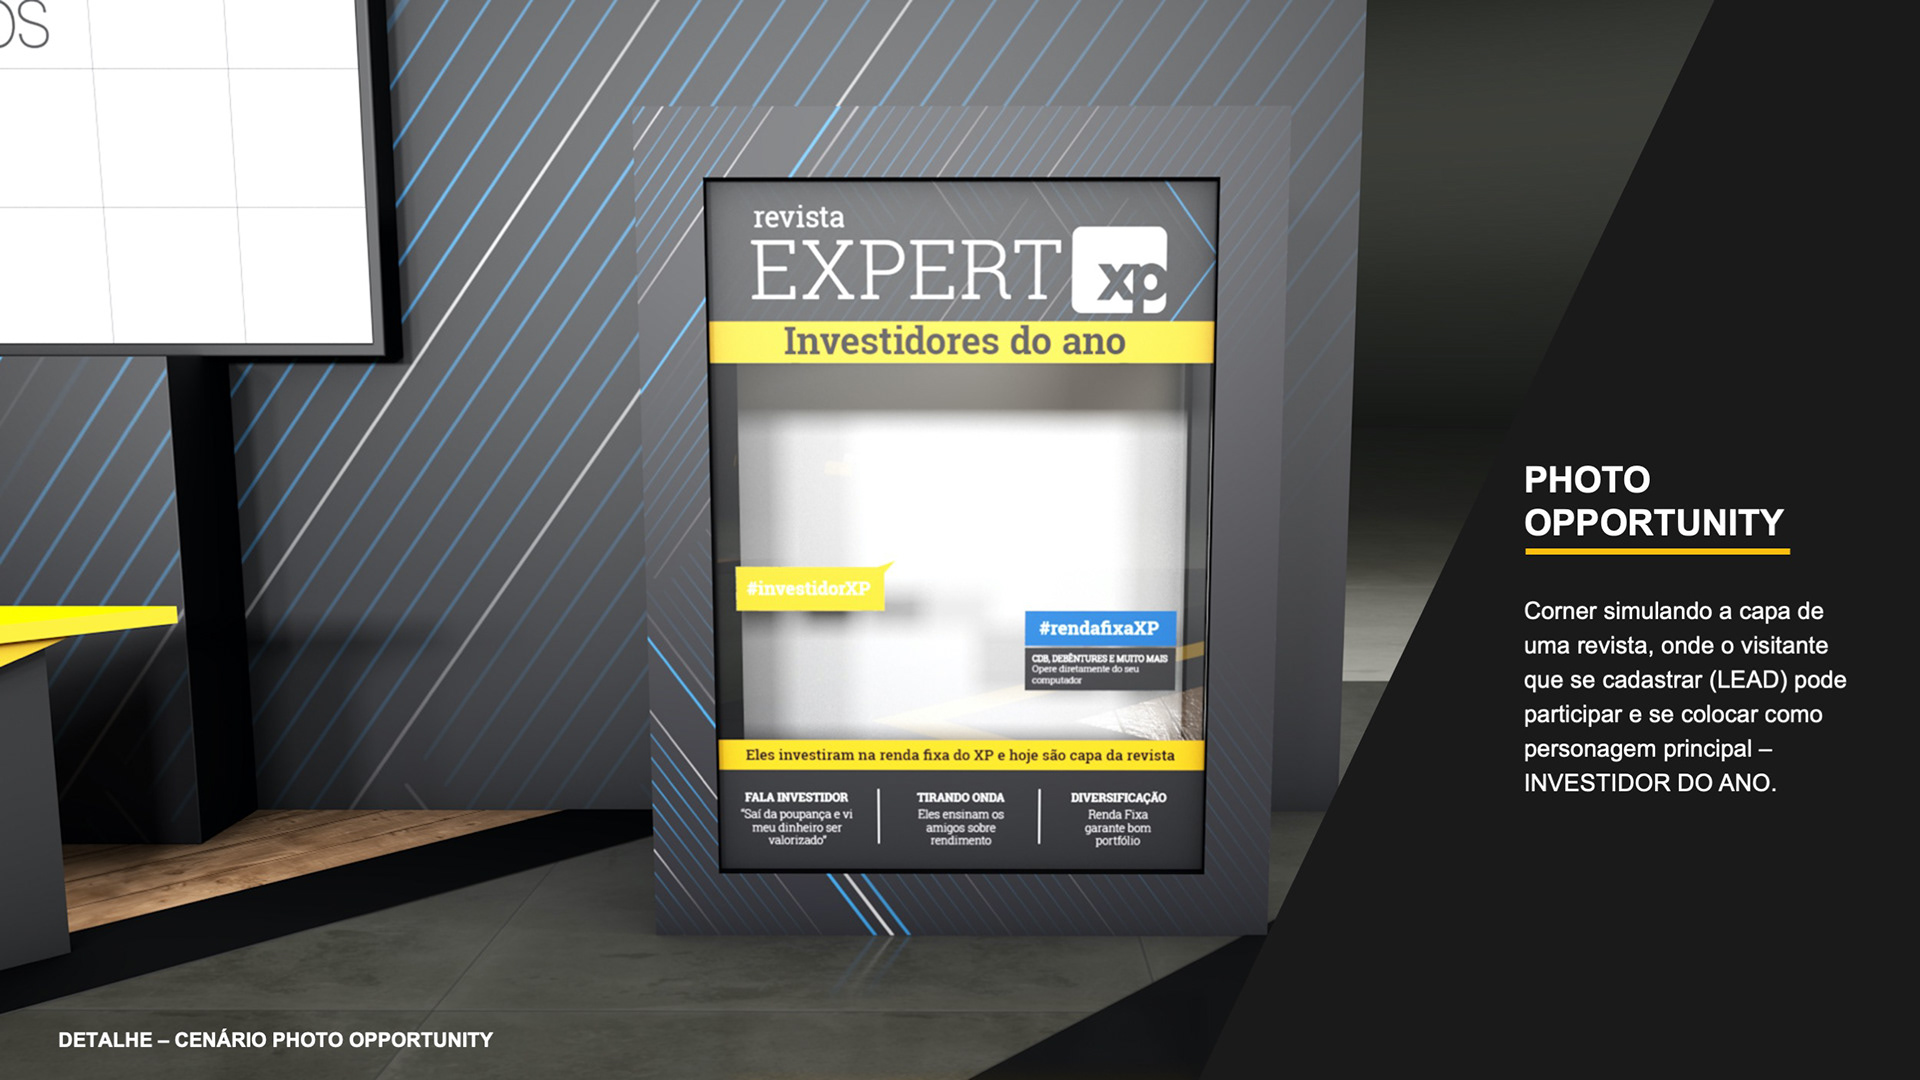 OS
revista
EXPERT xp
Investidores do ano
#investidorXP
#rendafixaXP
CDB, DEBÊNTURES E MUITO MAIS
Opere diretamente do seu
computador
Eles investiram na renda fixa do XP e hoje são capa da revista
FALA INVESTIDOR
"Saí da poupança e vi
meu dinheiro ser
valorizado"
TIRANDO ONDA
Eles ensinam os
amigos sobre
rendimento
DIVERSIFICAÇÃO
Renda Fixa
garante bom
portfólio
PHOTO
OPPORTUNITY
Corner simulando a capa de
uma revista, onde o visitante
que se cadastrar (LEAD) pode
participar e se colocar como
personagem principal –
INVESTIDOR DO ANO.
DETALHE – CENÁRIO PHOTO OPPORTUNITY